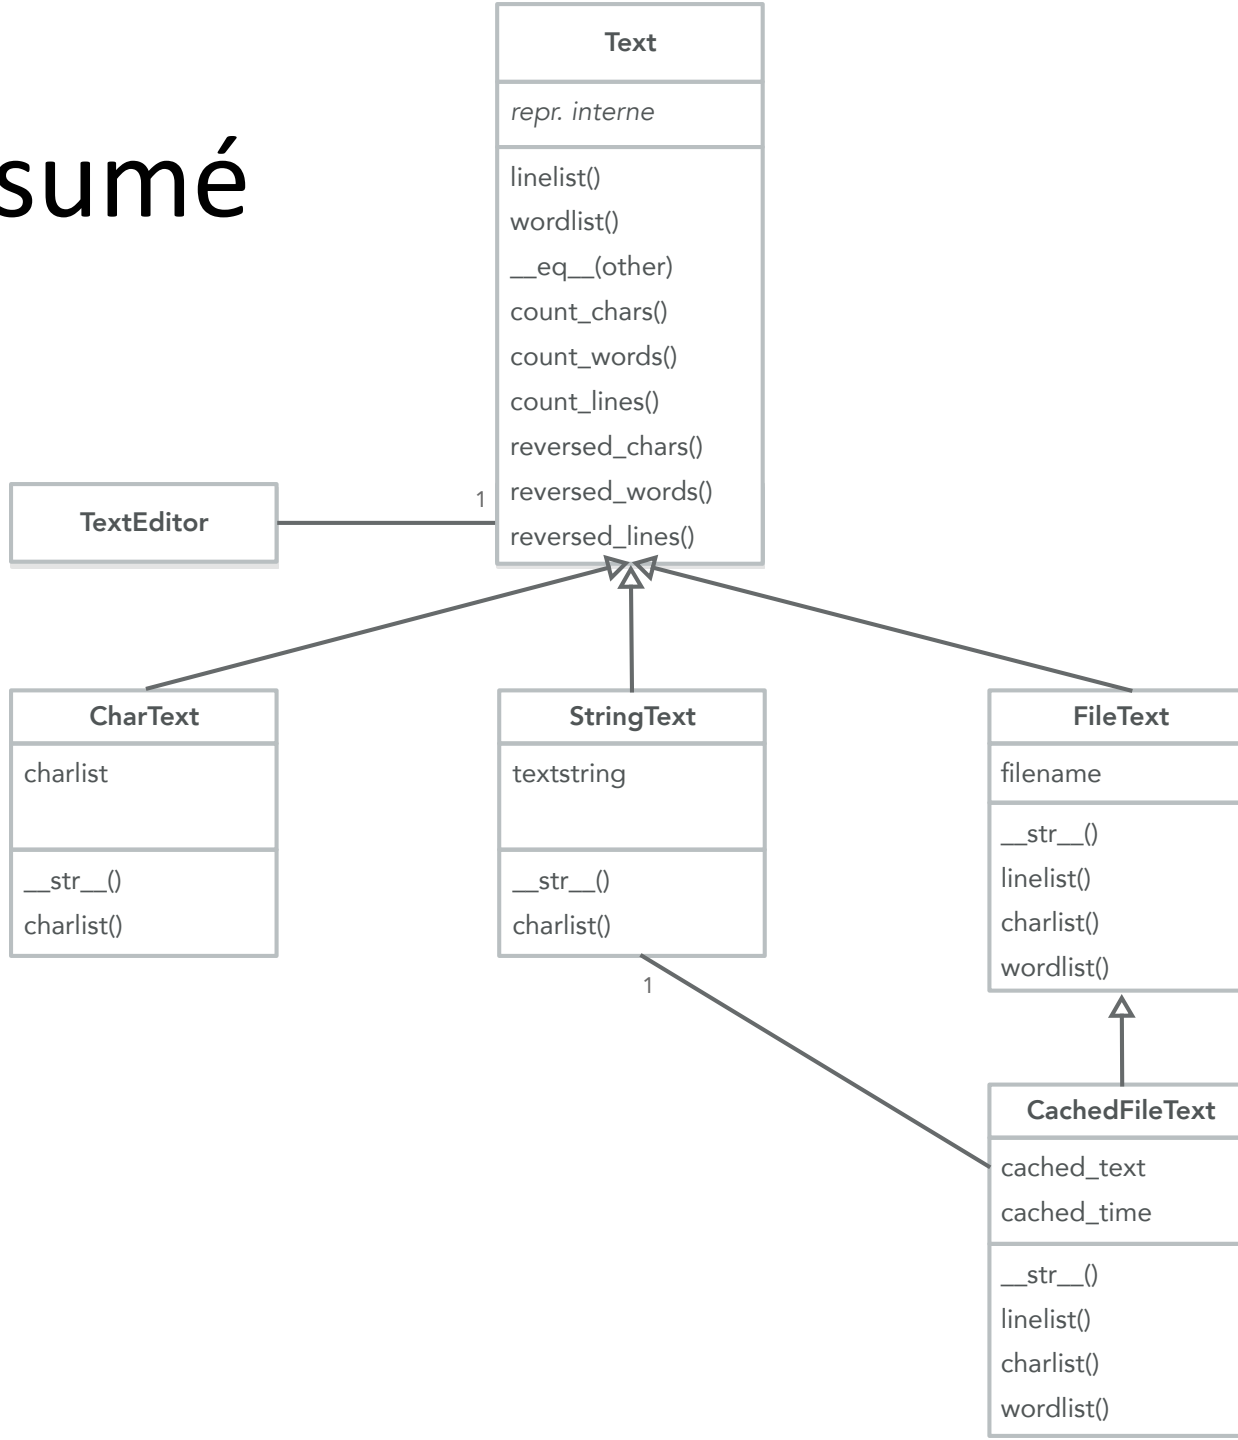 sumé
Text
repr. interne
linelist()
wordlist()
__eq__(other)
count_chars()
count_words()
count_lines()
reversed_chars()
reversed_words()
reversed_lines()
TextEditor
1
CharText
charlist
__str__()
charlist()
StringText
textstring
__str__()
charlist()
1
FileText
filename
__str__()
linelist()
charlist()
wordlist()
CachedFileText
cached_text
cached_time
__str__()
linelist()
charlist()
wordlist()